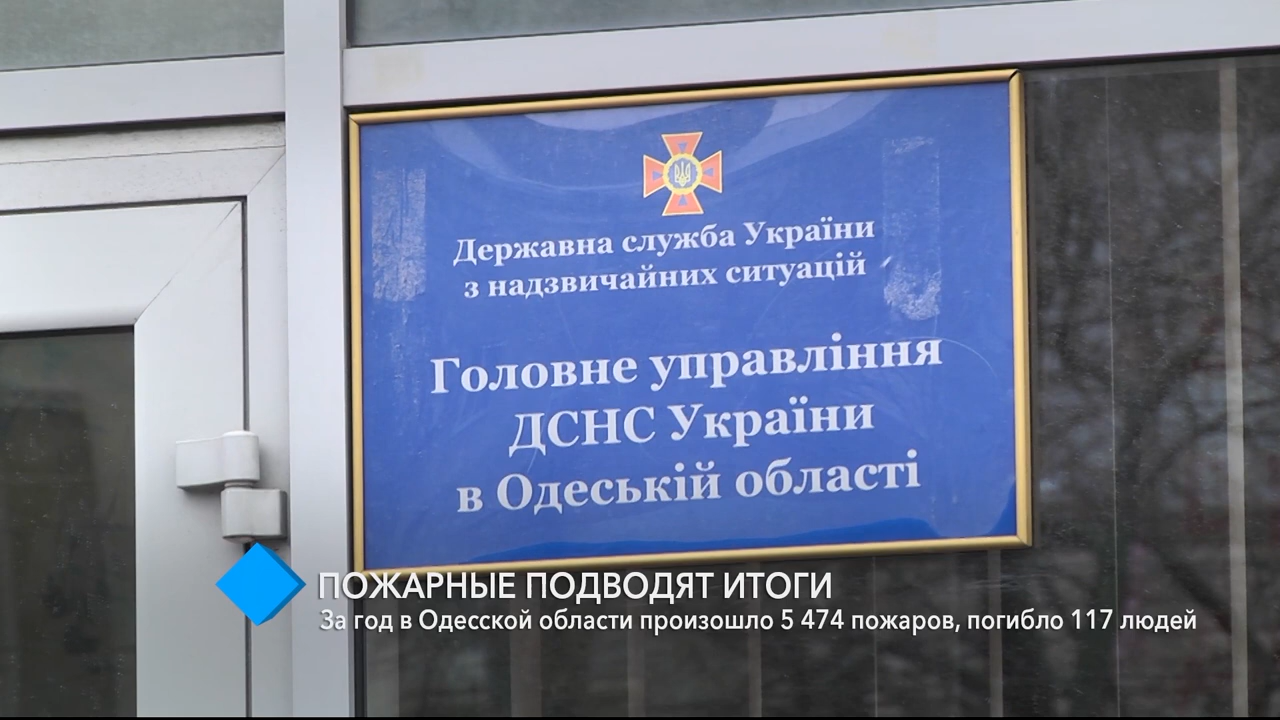 Державна служба України
з надзвичайних ситуацій
Головне управління
ДСНС України
в Одеській області
ПОЖАРНЫЕ ПОДВОДЯТ ИТОГИ
За год в Одесской области произошло 5 474 пожаров, погибло 117 людей